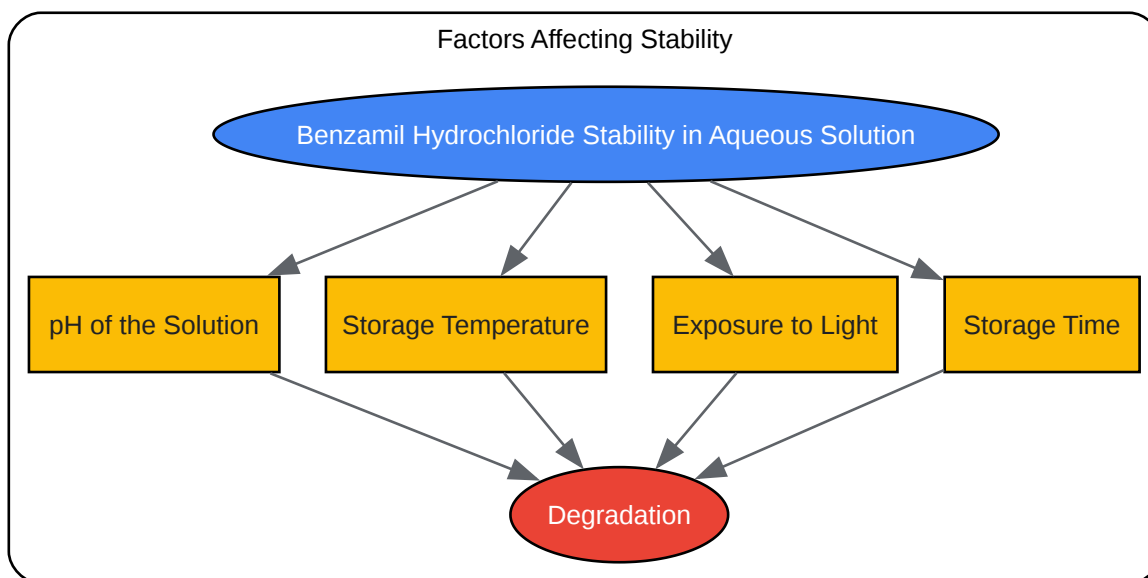 Factors Affecting Stability
Benzamil Hydrochloride Stability in Aqueous Solution
pH of the Solution
Storage Temperature
Exposure to Light
Storage Time
Degradation